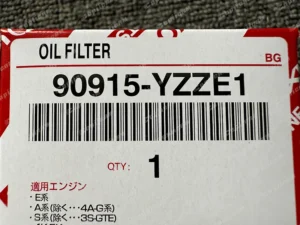 OIL FILTER
BG
90915-YZZE1
QTY: 1
適用エンジン
・E系
・A系(除く・・・4A-G系)
・S系(除く・・・3S-GTE)